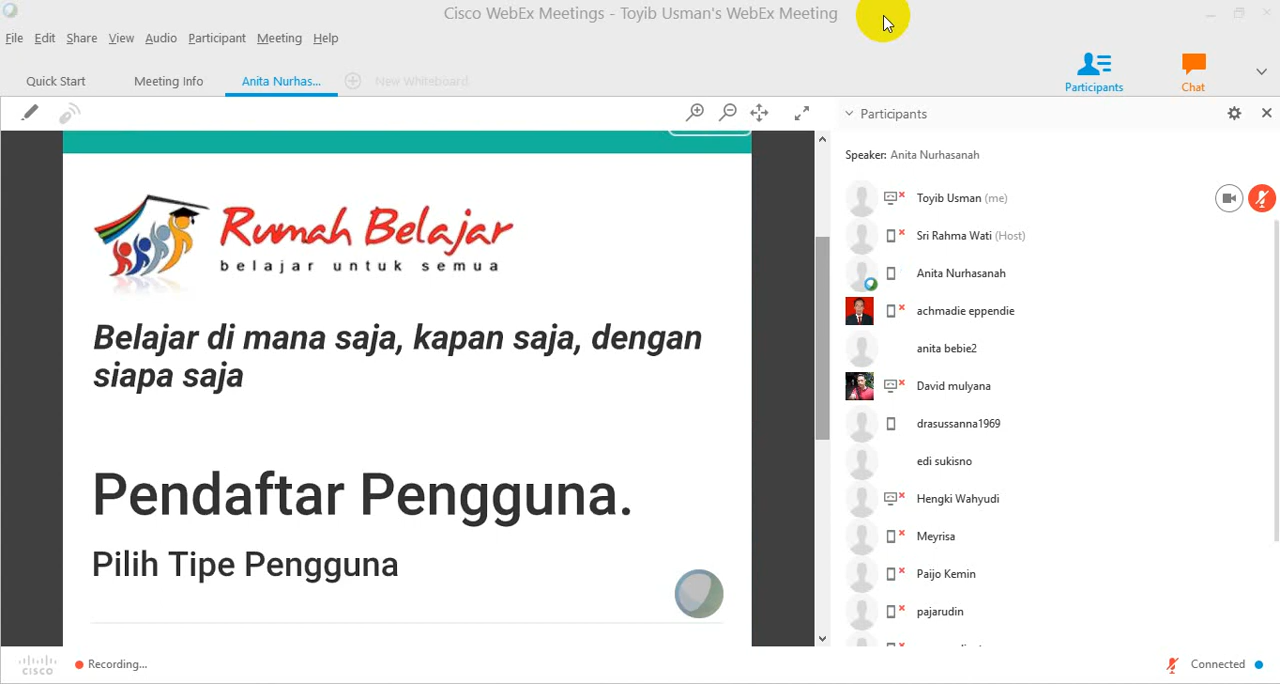 Cisco WebEx Meetings - Toyib Usman's WebEx Meeting
File Edit Share View Audio Participant Meeting Help
Quick Start Meeting Info Anita Nurhas... New Whiteboard
Participants Chat
Participants
Speaker: Anita Nurhasanah
Toyib Usman (me)
Sri Rahma Wati (Host)
Anita Nurhasanah
achmadie eppendie
anita bebie2
David mulyana
drasussanna1969
edi sukisno
Hengki Wahyudi
Meyrisa
Paijo Kemin
pajarudin
Rumah Belajar
belajar untuk semua
Belajar di mana saja, kapan saja, dengan
siapa saja
Pendaftar Pengguna.
Pilih Tipe Pengguna
cisco
Recording...
Connected